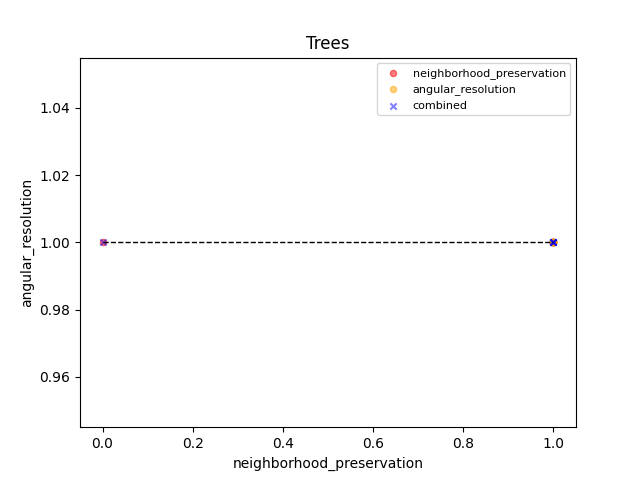 Trees
neighborhood_preservation
angular_resolution
combined
1.04
1.02
1.00
0.98
0.96
angular_resolution
0.0 0.2 0.4 0.6 0.8 1.0
neighborhood_preservation